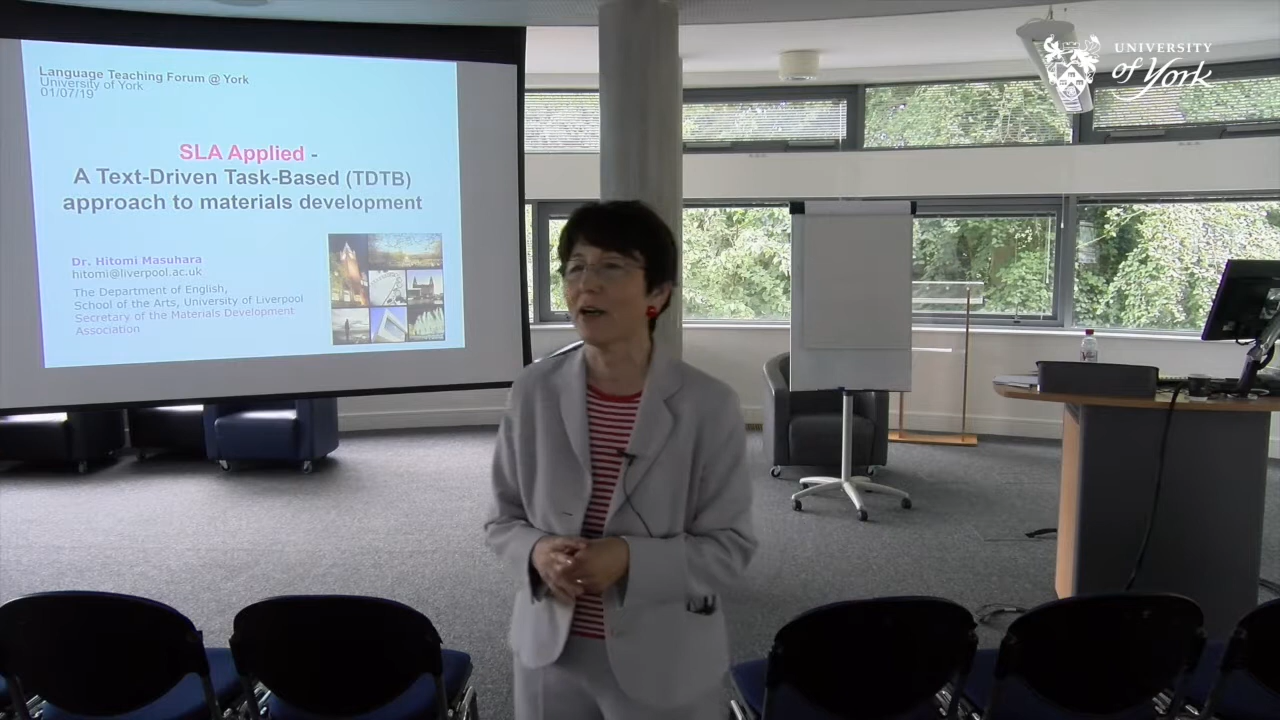 Language Teaching Forum @ York
University of York
01/07/19
SLA Applied -
A Text-Driven Task-Based (TDTB)
approach to materials development
Dr. Hitomi Masuhara
hitomi@liverpool.ac.uk
The Department of English,
School of the Arts, University of Liverpool
Secretary of the Materials Development
Association
UNIVERSITY
of York